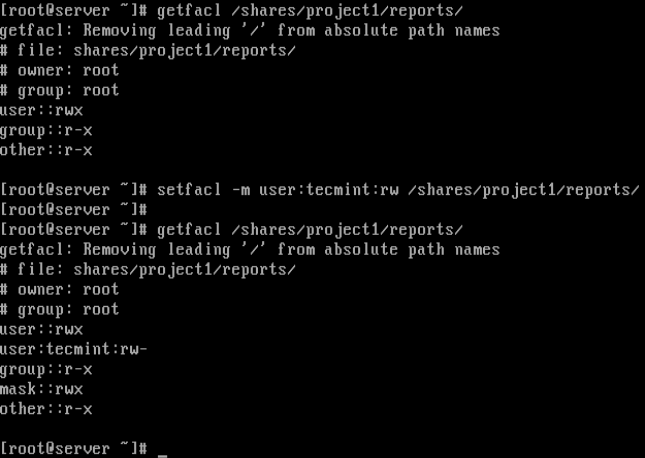 [root@server ~]# getfacl /shares/project1/reports/
getfacl: Removing leading '/' from absolute path names
# file: shares/project1/reports/
# owner: root
# group: root
user::rwx
group::r-x
other::r-x
[root@server ~]# setfacl -m user:tecmint:rw /shares/project1/reports/
[root@server ~]#
[root@server ~]# getfacl /shares/project1/reports/
getfacl: Removing leading '/' from absolute path names
# file: shares/project1/reports/
# owner: root
# group: root
user::rwx
user:tecmint:rw-
group::r-x
mask::rwx
other::r-x
[root@server ~]# _